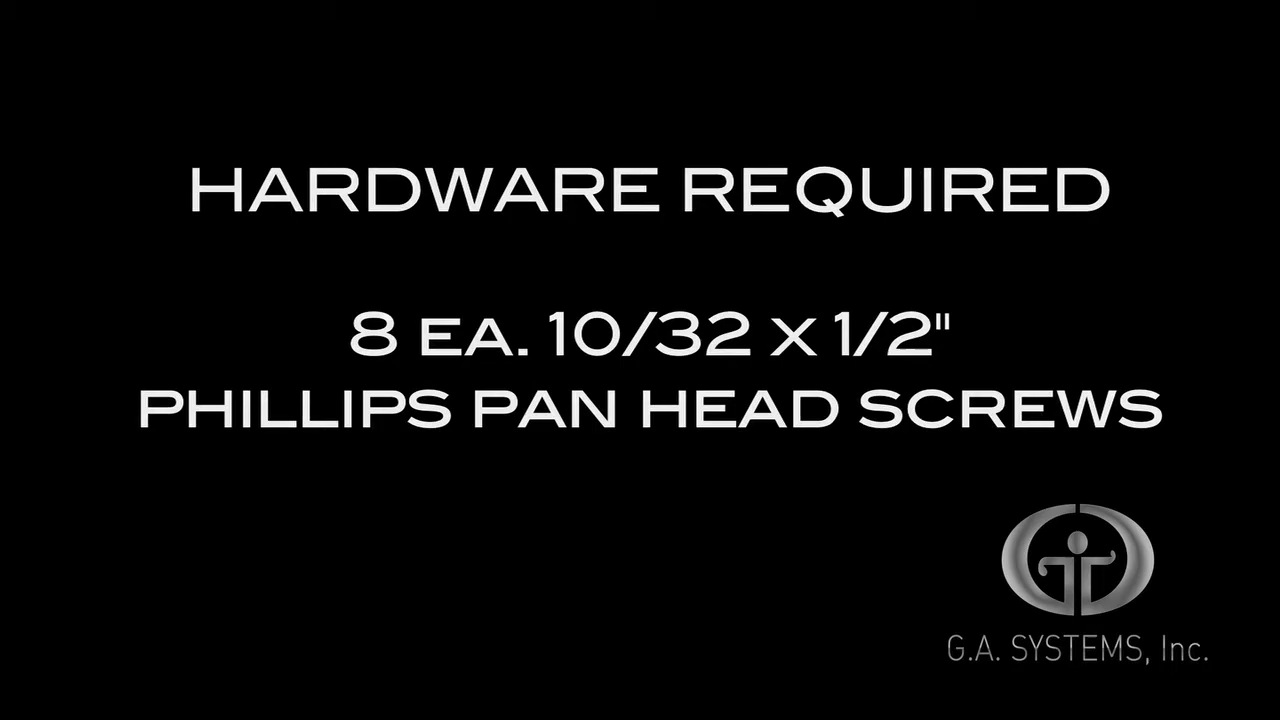 HARDWARE REQUIRED
8 EA. 10/32 X 1/2"
PHILLIPS PAN HEAD SCREWS
G.A. SYSTEMS, Inc.